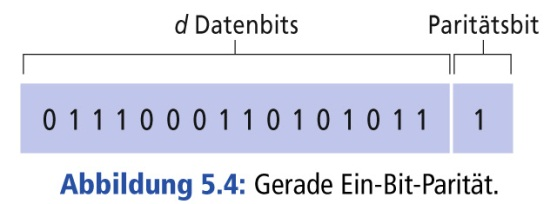 d Datenbits Paritätsbit
0 1 1 1 0 0 0 1 1 0 1 0 1 0 1 1 1
Abbildung 5.4: Gerade Ein-Bit-Parität.